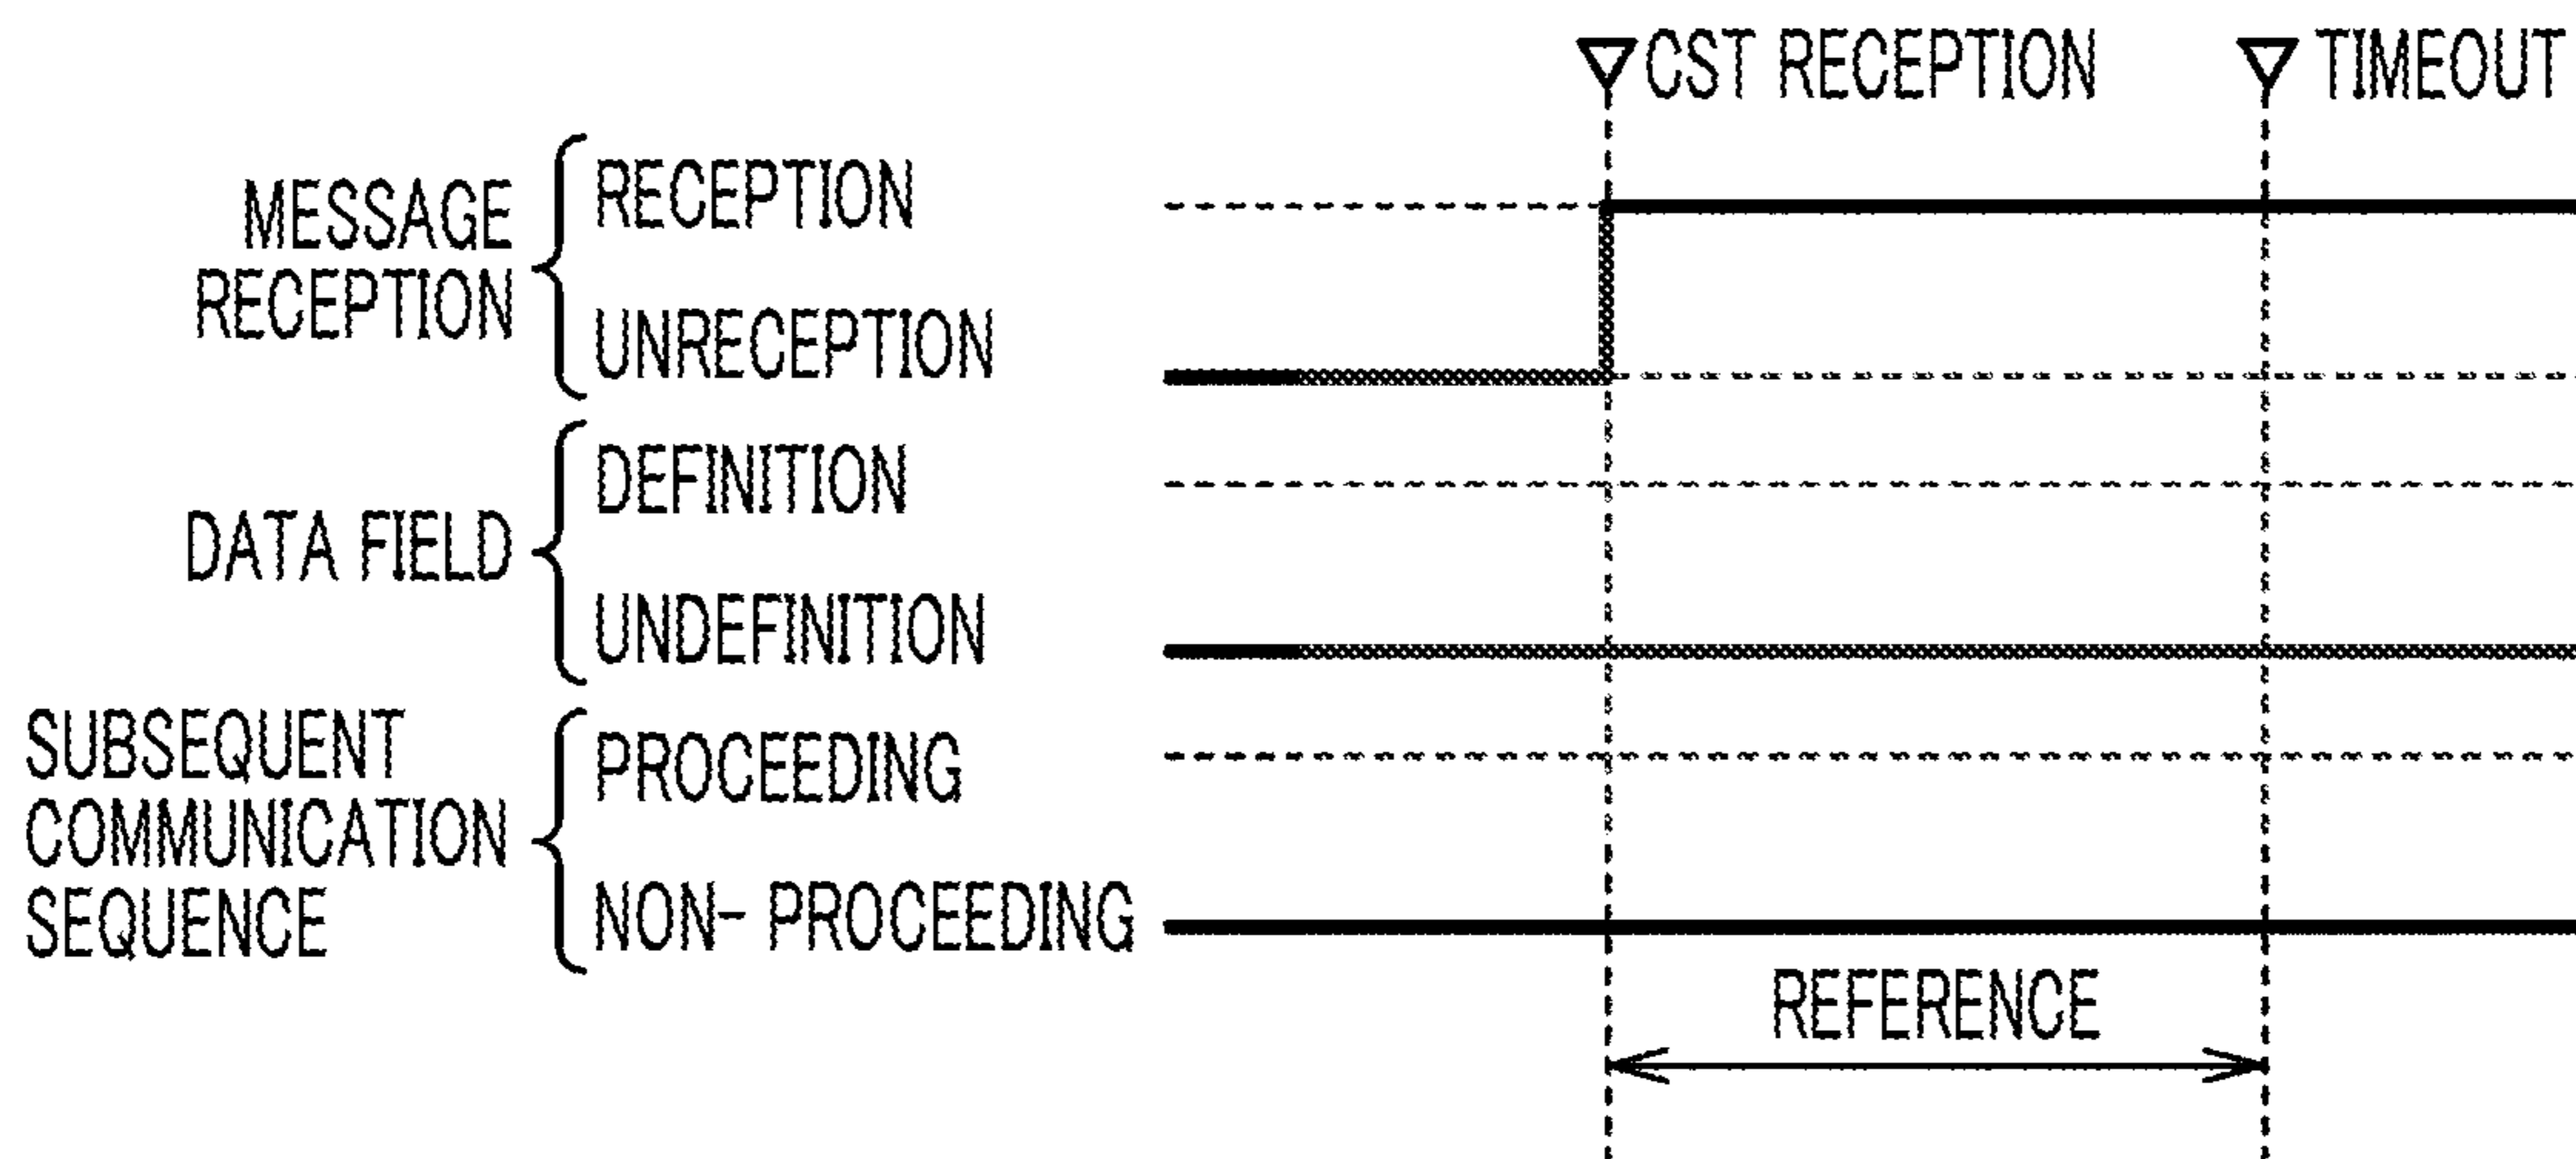 CST RECEPTION
TIMEOUT
MESSAGE
RECEPTION
RECEPTION
UNRECEPTION
DATA FIELD
DEFINITION
UNDEFINITION
SUBSEQUENT
COMMUNICATION
SEQUENCE
PROCEEDING
NON- PROCEEDING
REFERENCE